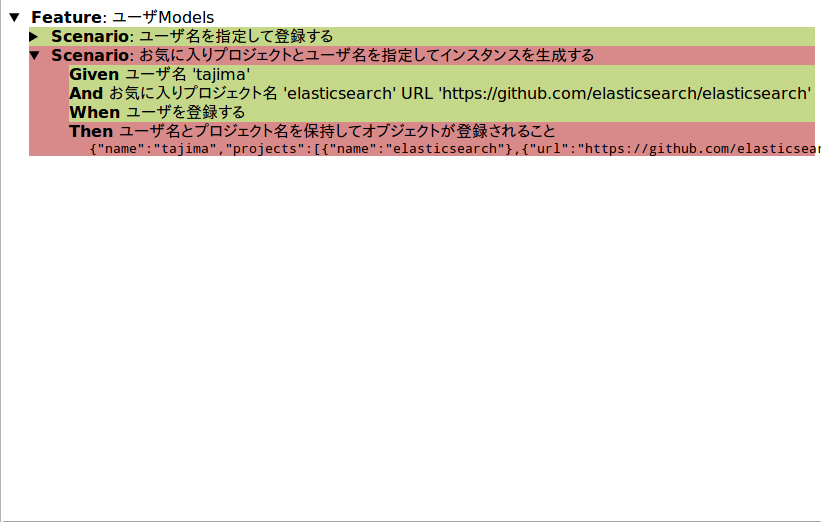 Feature: ユーザModels
Scenario: ユーザ名を指定して登録する
Scenario: お気に入りプロジェクトとユーザ名を指定してインスタンスを生成する
Given ユーザ名 'tajima'
And お気に入りプロジェクト名 'elasticsearch' URL 'https://github.com/elasticsearch/elasticsearch'
When ユーザを登録する
Then ユーザ名とプロジェクト名を保持してオブジェクトが登録されること
{"name":"tajima","projects":[{"name":"elasticsearch"},{"url":"https://github.com/elasticsear